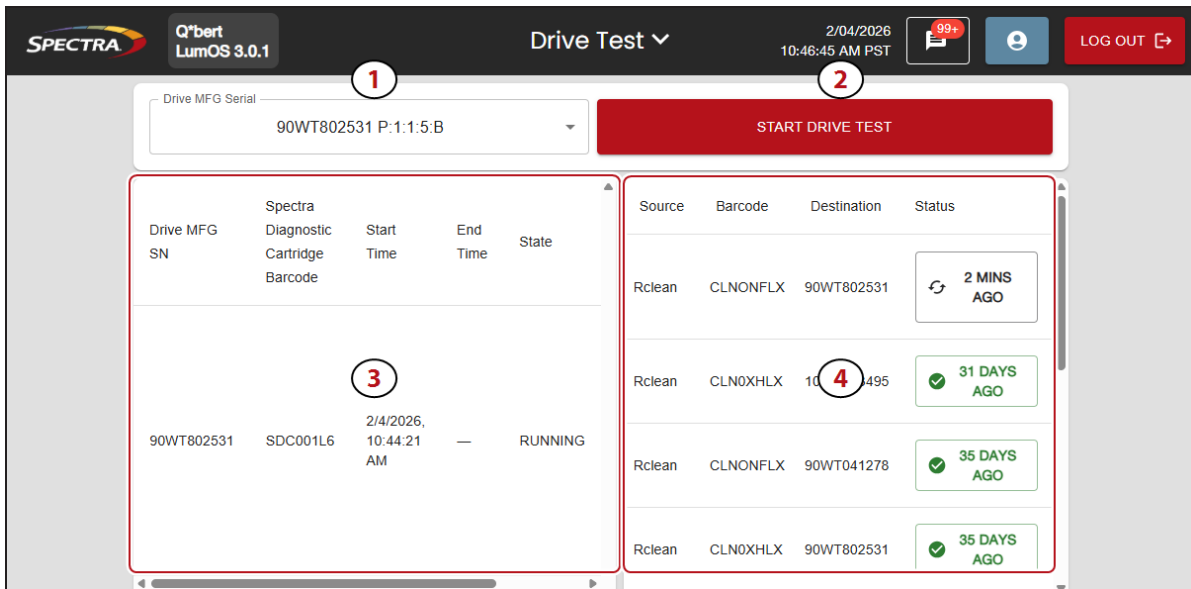 SPECTRA
Q*bert
LumOS 3.0.1
Drive Test
2/04/2026
10:46:45 AM PST
99+
LOG OUT
1
2
Drive MFG Serial
90WT802531 P:1:1:5:B
START DRIVE TEST
Drive MFG
SN
Spectra
Diagnostic
Cartridge
Barcode
Start
Time
End
Time
State
90WT802531
SDC001L6
3
2/4/2026,
10:44:21
AM
—
RUNNING
Source
Barcode
Destination
Status
Rclean
CLNONFLX
90WT802531
2 MINS
AGO
Rclean
CLN0XHLX
10
4
495
31 DAYS
AGO
Rclean
CLNONFLX
90WT041278
35 DAYS
AGO
Rclean
CLN0XHLX
90WT802531
35 DAYS
AGO